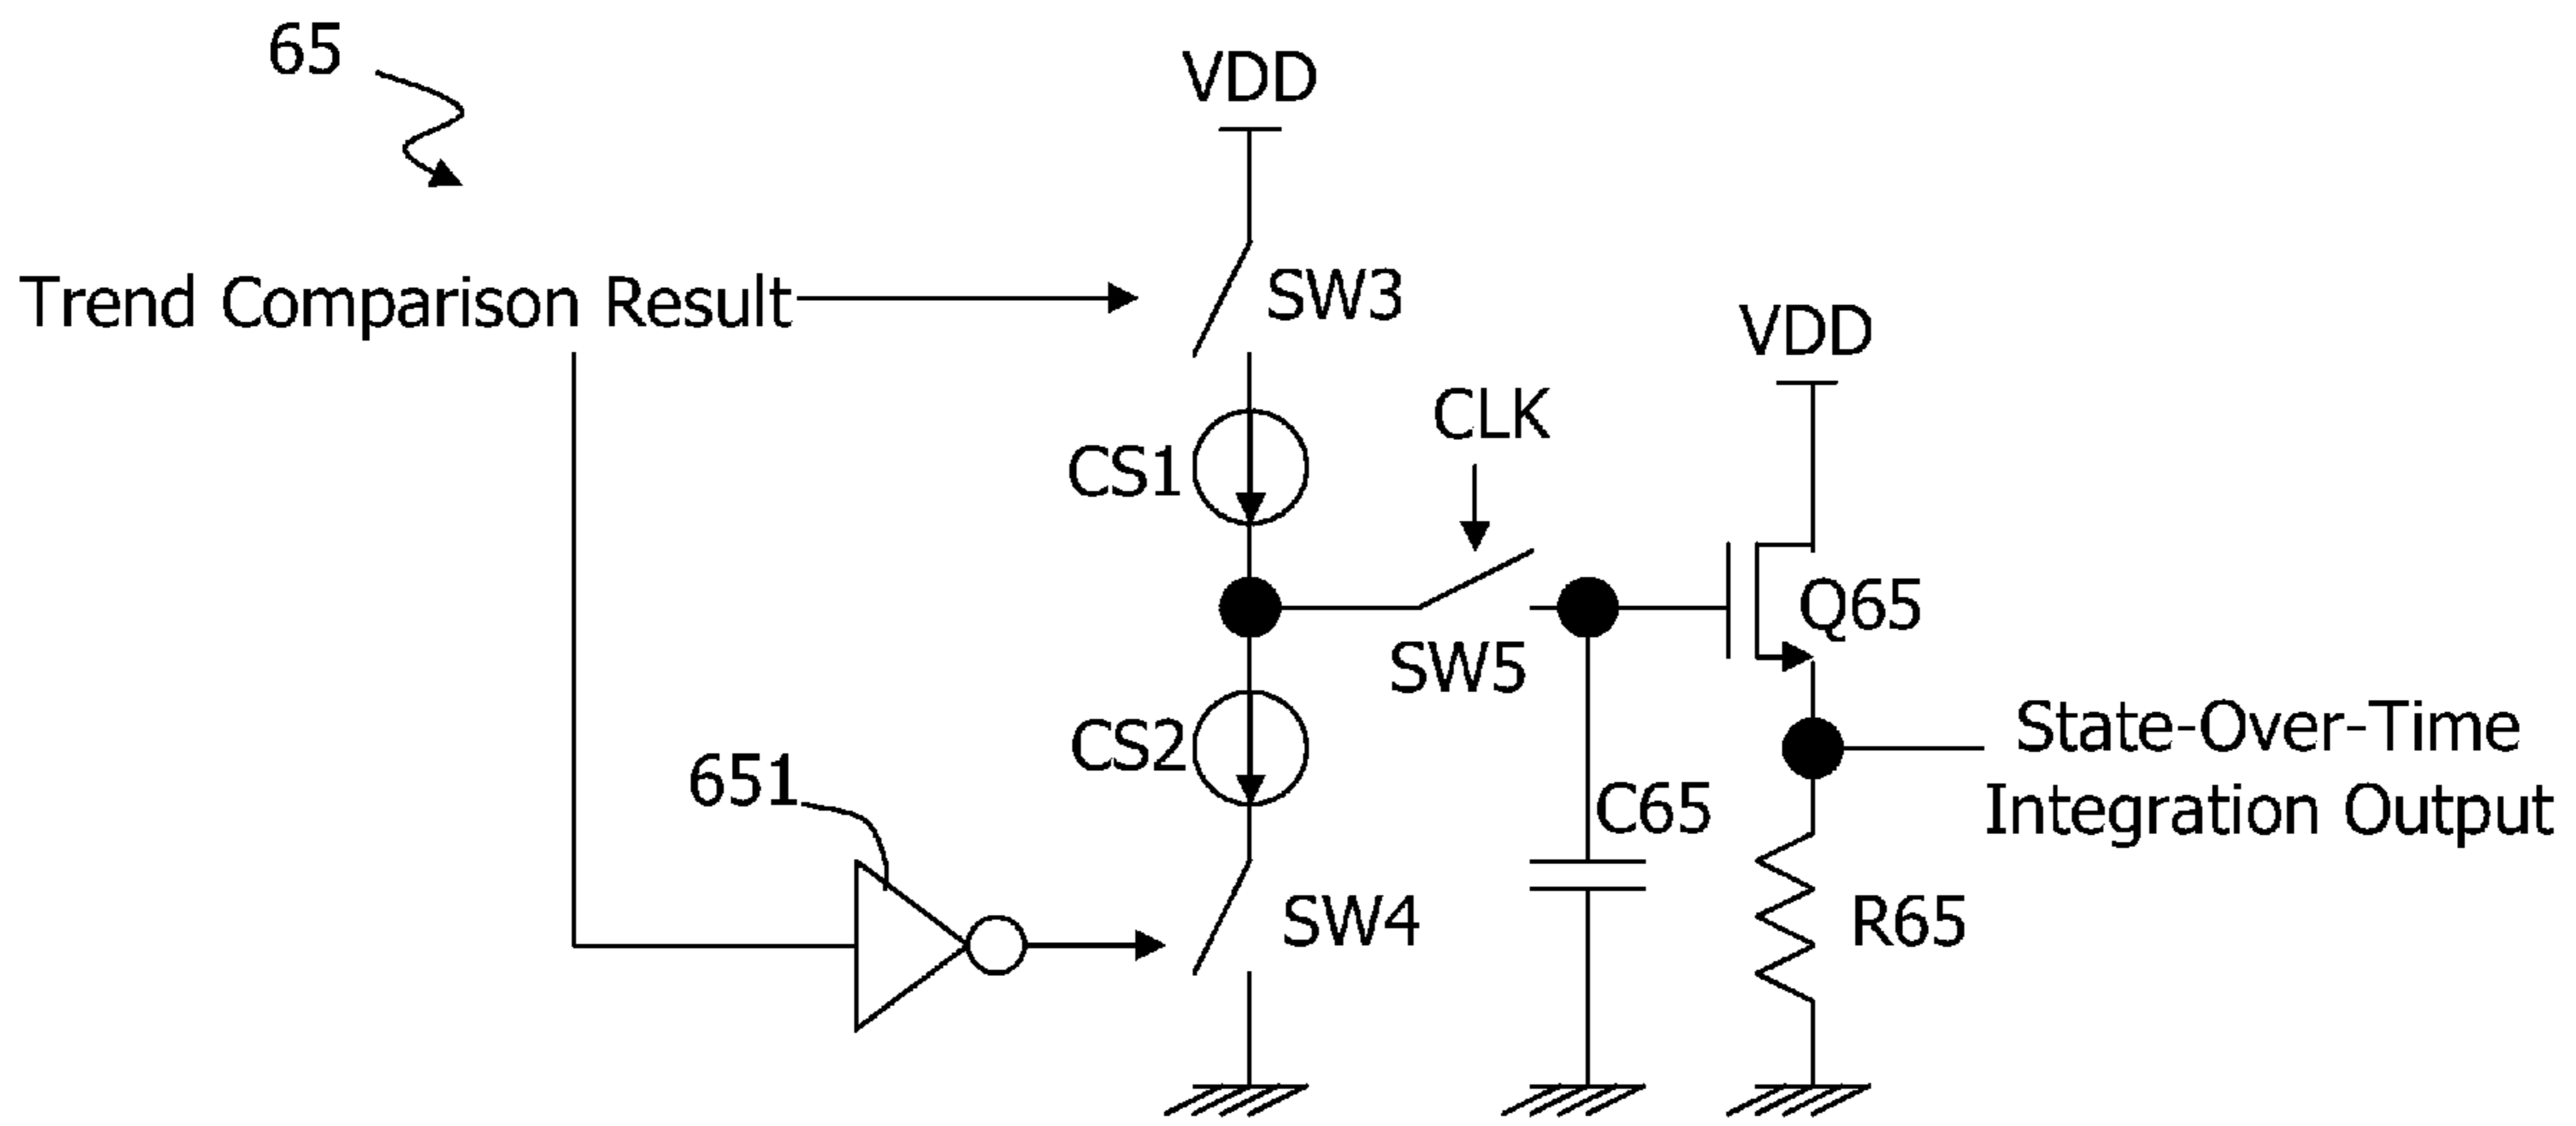 65
VDD
Trend Comparison Result
SW3
VDD
CLK
CS1
Q65
SW5
State-Over-Time
Integration Output
CS2
651
C65
SW4
R65